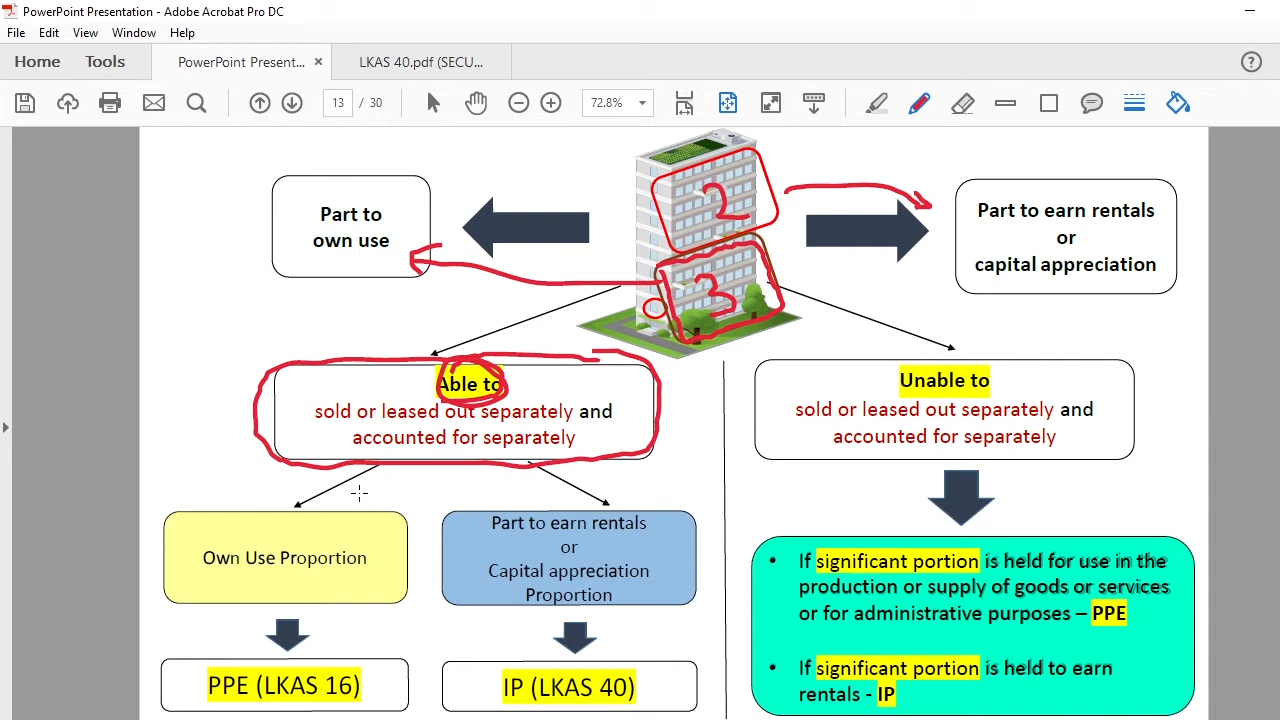 PowerPoint Presentation - Adobe Acrobat Pro DC
File Edit View Window Help
Home Tools PowerPoint Present... × LKAS 40.pdf (SECU...
13 / 30 72.8%
Part to
own use
2
3
Part to earn rentals
or
capital appreciation
Able to
sold or leased out separately and
accounted for separately
Unable to
sold or leased out separately and
accounted for separately
Own Use Proportion
Part to earn rentals
or
Capital appreciation
Proportion
• If significant portion is held for use in the
production or supply of goods or services
or for administrative purposes – PPE
• If significant portion is held to earn
rentals - IP
PPE (LKAS 16)
IP (LKAS 40)